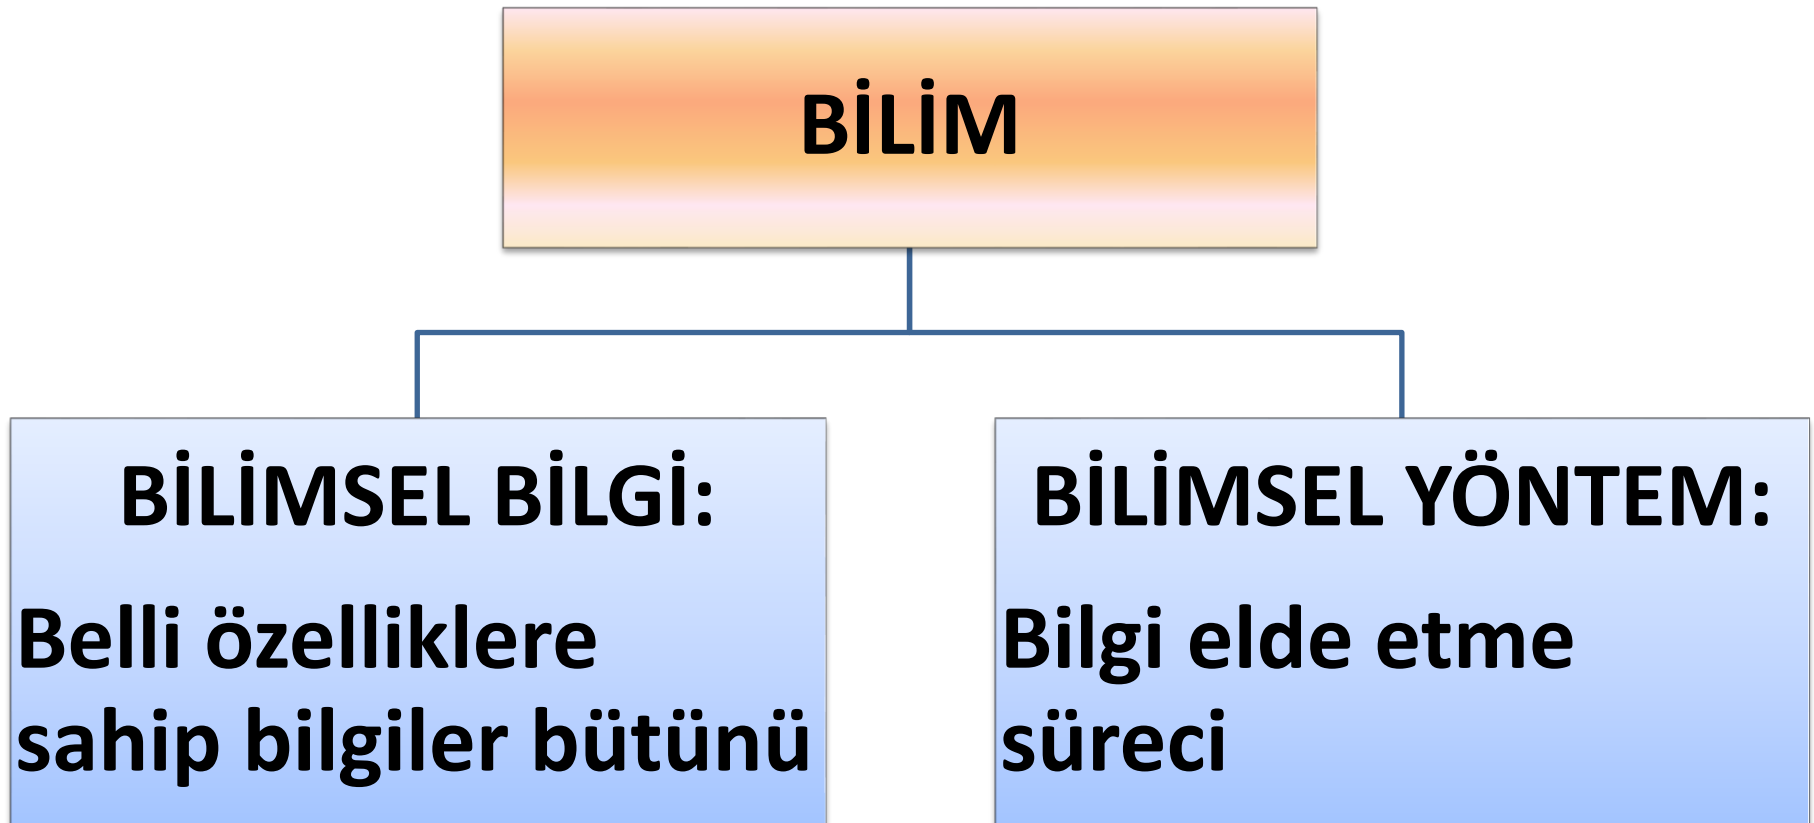 BİLİM
BİLİMSEL BİLGİ:
Belli özelliklere
sahip bilgiler bütünü
BİLİMSEL YÖNTEM:
Bilgi elde etme
süreci